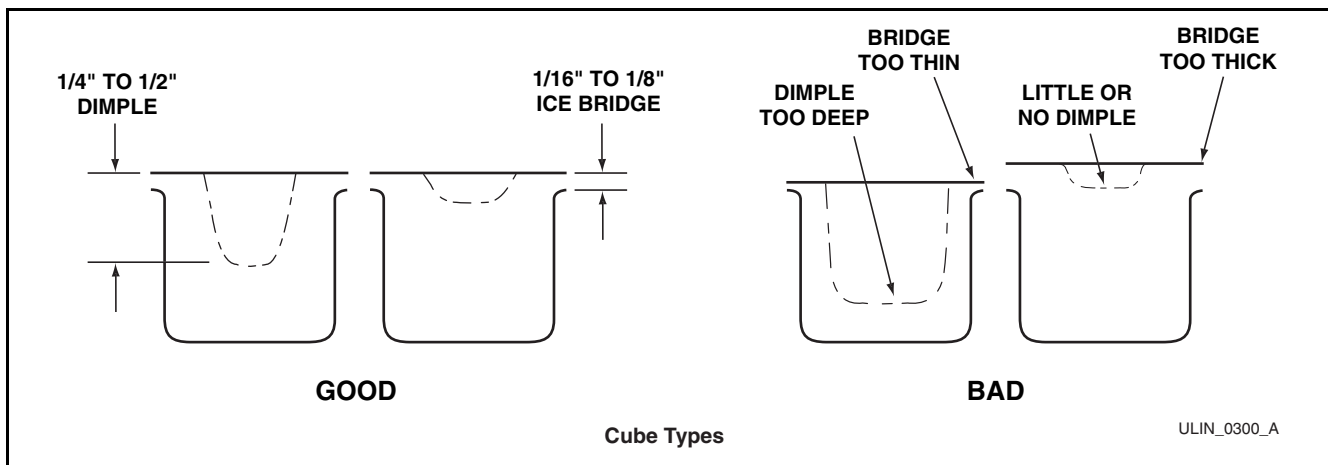 1/4" TO 1/2"
DIMPLE
1/16" TO 1/8"
ICE BRIDGE
BRIDGE
TOO THIN
DIMPLE
TOO DEEP
LITTLE OR
NO DIMPLE
BRIDGE
TOO THICK
GOOD
BAD
Cube Types
ULIN_0300_A